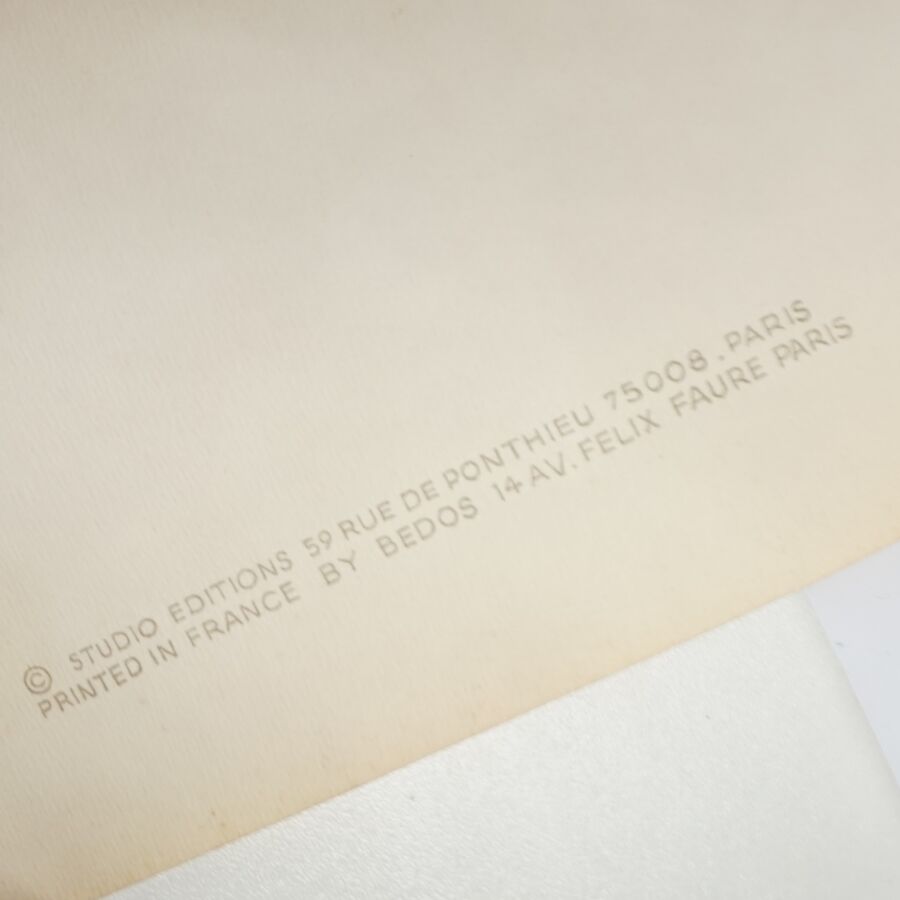 © STUDIO EDITIONS 59 RUE DE PONTHIEU 75008. PARIS
PRINTED IN FRANCE BY BEDOS 14 AV. FELIX FAURE PARIS